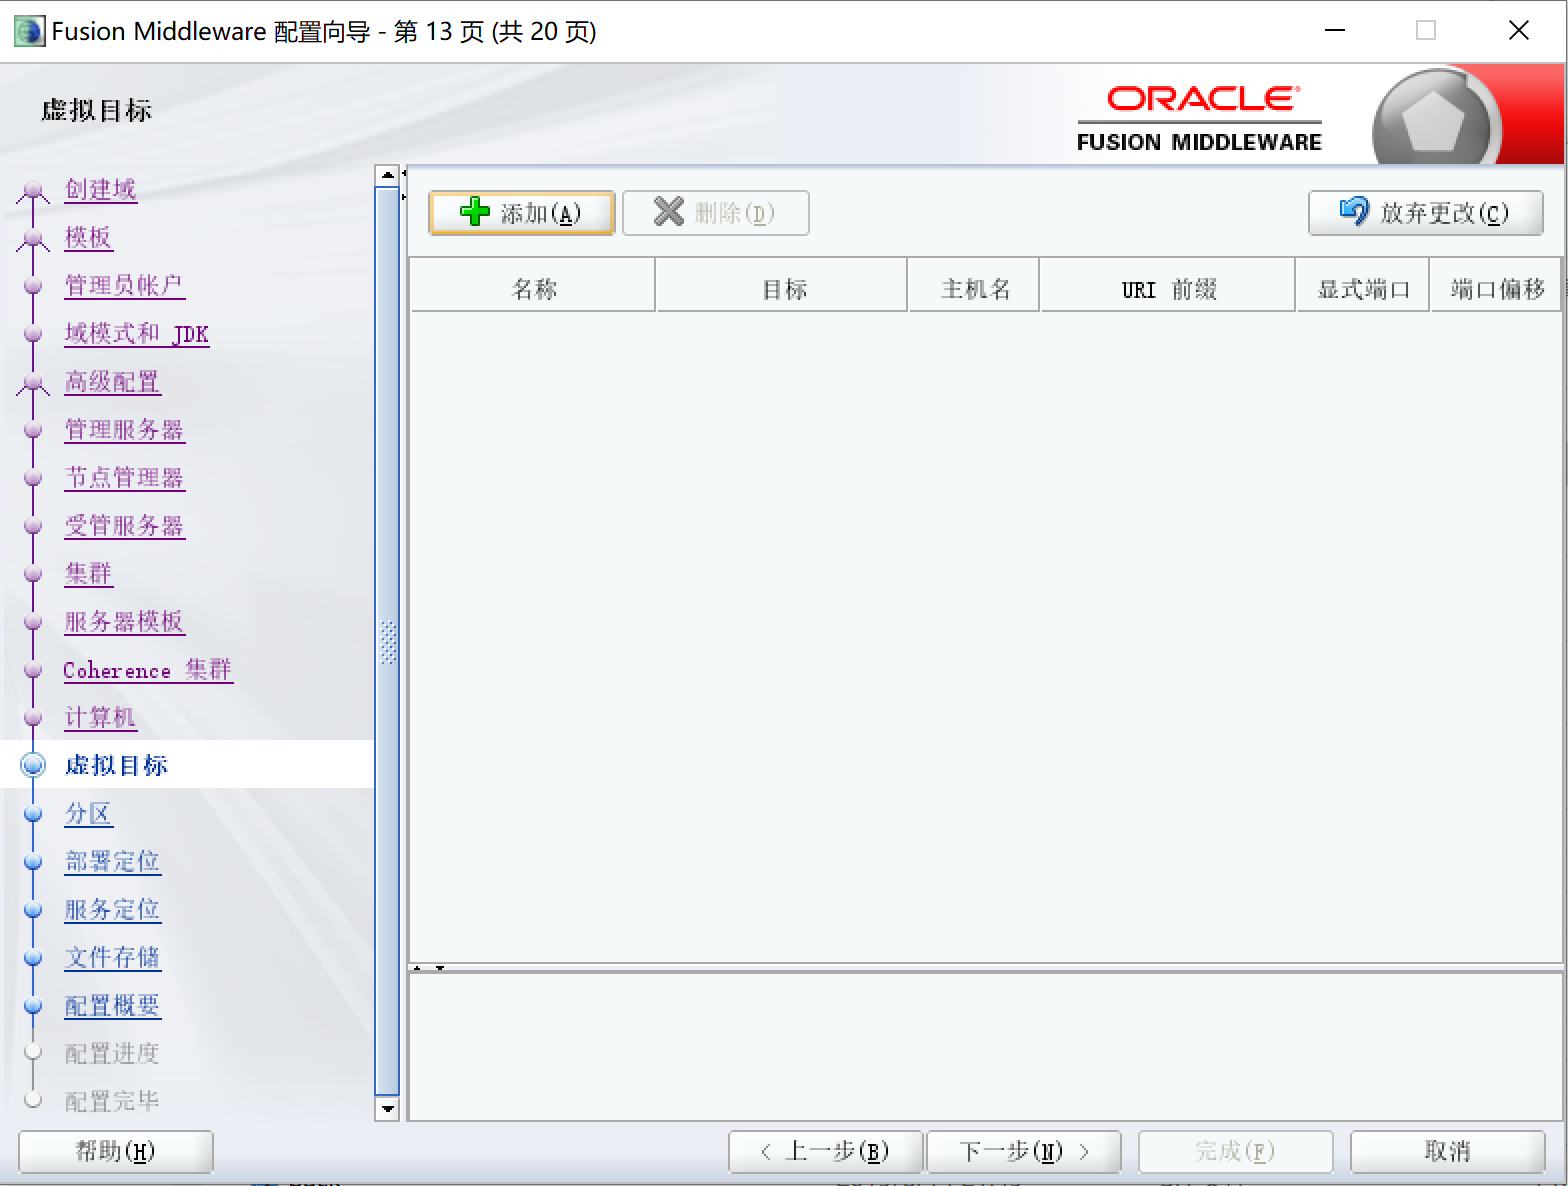 Fusion Middleware 配置向导 - 第 13 页 (共 20 页)
虚拟目标
ORACLE
FUSION MIDDLEWARE
创建域
模板
管理员帐户
域模式和 JDK
高级配置
管理服务器
节点管理器
受管服务器
集群
服务器模板
Coherence 集群
计算机
虚拟目标
分区
部署定位
服务定位
文件存储
配置概要
配置进度
配置完毕
添加(A) 删除(D) 放弃更改(C)
名称 目标 主机名 URI 前缀 显式端口 端口偏移
帮助(H) < 上一步(B) 下一步(N) > 完成(F) 取消